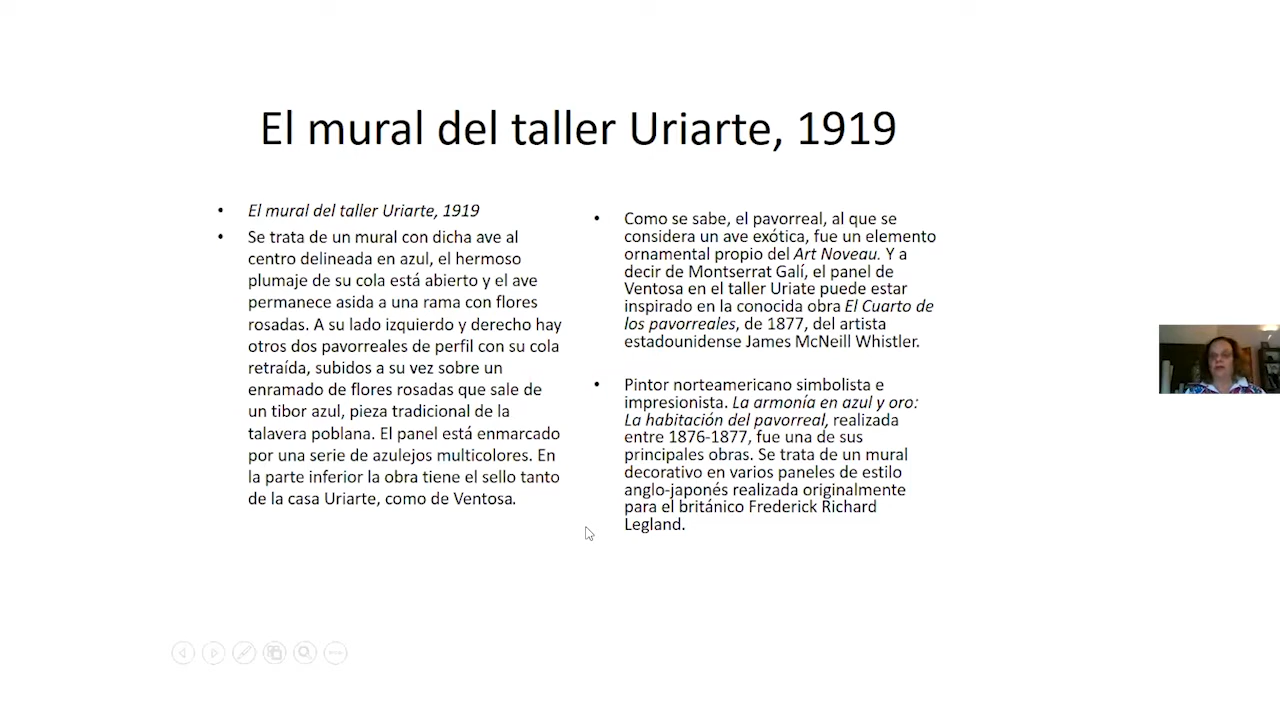 El mural del taller Uriarte, 1919
• El mural del taller Uriarte, 1919
• Se trata de un mural con dicha ave al
centro delineada en azul, el hermoso
plumaje de su cola está abierto y el ave
permanece asida a una rama con flores
rosadas. A su lado izquierdo y derecho hay
otros dos pavorreales de perfil con su cola
retraída, subidos a su vez sobre un
enramado de flores rosadas que sale de
un tibor azul, pieza tradicional de la
talavera poblana. El panel está enmarcado
por una serie de azulejos multicolores. En
la parte inferior la obra tiene el sello tanto
de la casa Uriarte, como de Ventosa.
• Como se sabe, el pavorreal, al que se
considera un ave exótica, fue un elemento
ornamental propio del Art Noveau. Y a
decir de Montserrat Galí, el panel de
Ventosa en el taller Uriate puede estar
inspirado en la conocida obra El Cuarto de
los pavorreales, de 1877, del artista
estadounidense James McNeill Whistler.
• Pintor norteamericano simbolista e
impresionista. La armonía en azul y oro:
La habitación del pavorreal, realizada
entre 1876-1877, fue una de sus
principales obras. Se trata de un mural
decorativo en varios paneles de estilo
anglo-japonés realizada originalmente
para el británico Frederick Richard
Legland.